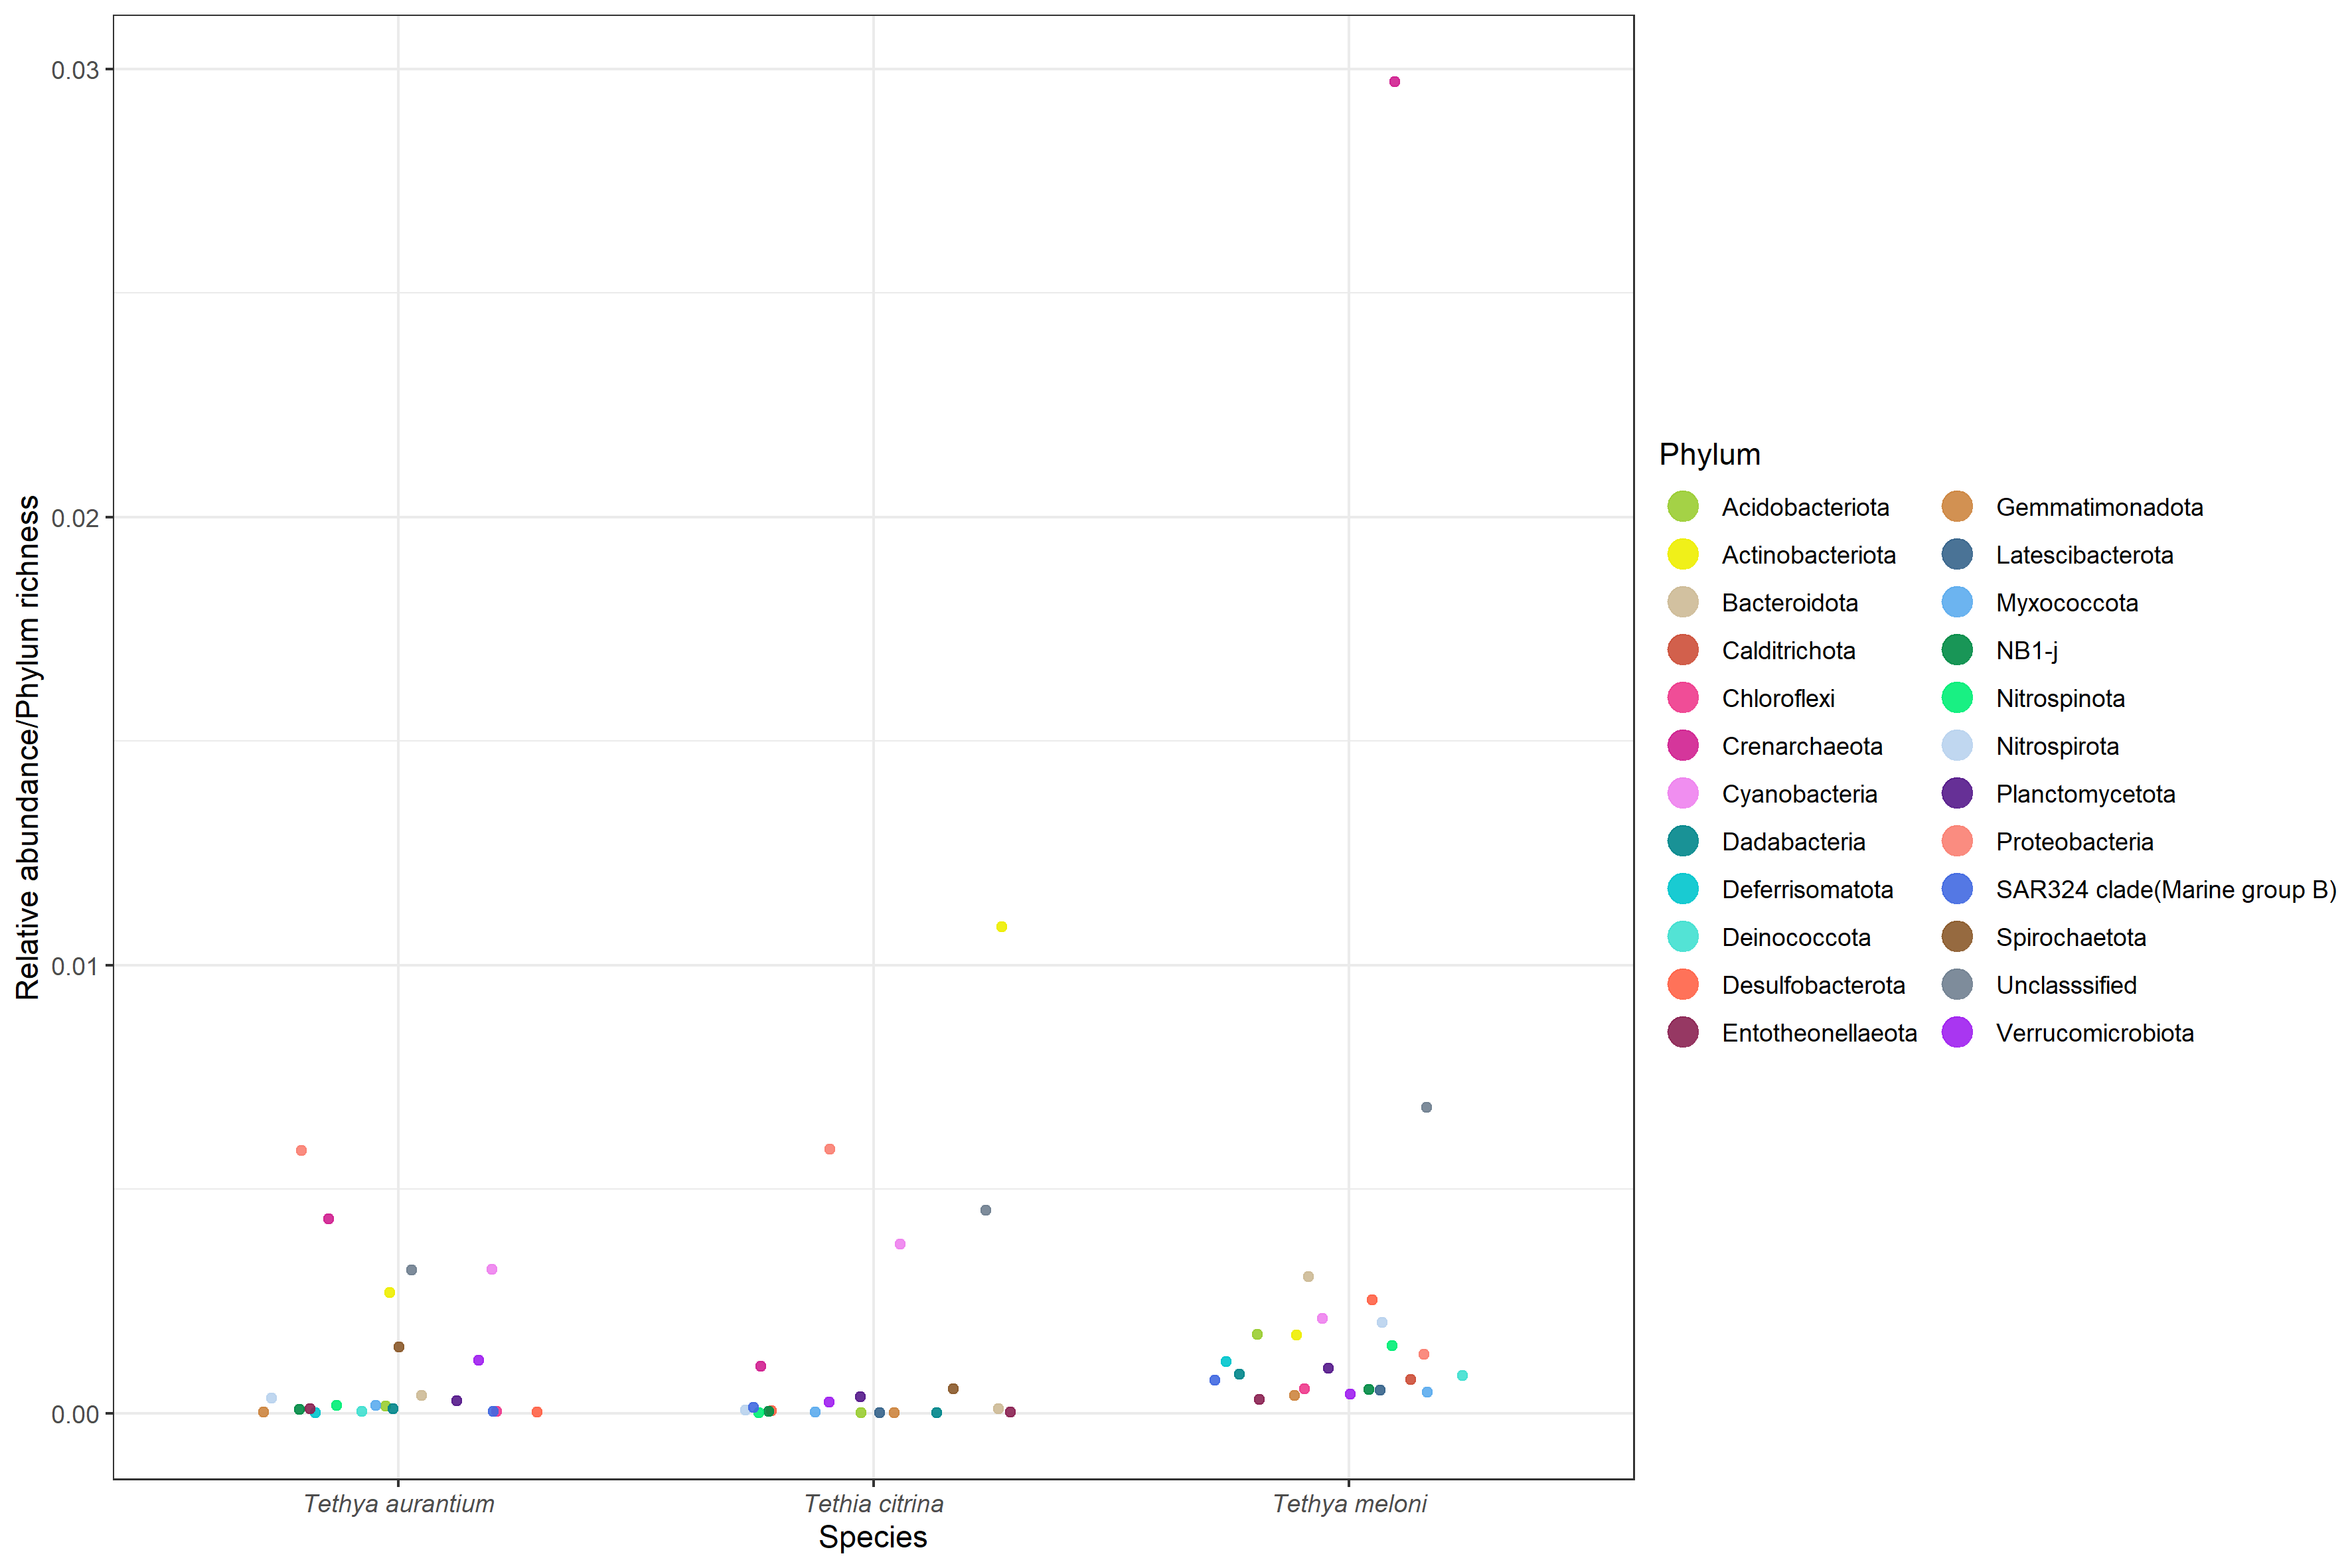 Relative abundance/Phylum richness
0.03
0.02
0.01
0.00
Tethya aurantium
Tethia citrina
Tethya meloni
Species
Phylum
Acidobacteriota
Actinobacteriota
Bacteroidota
Calditrichota
Chloroflexi
Crenarchaeota
Cyanobacteria
Dadabacteria
Deferrisomatota
Deinococcota
Desulfobacterota
Entotheonellaeota
Gemmatimonadota
Latescibacterota
Myxococcota
NB1-j
Nitrospinota
Nitrospirota
Planctomycetota
Proteobacteria
SAR324 clade(Marine group B)
Spirochaetota
Unclasssified
Verrucomicrobiota